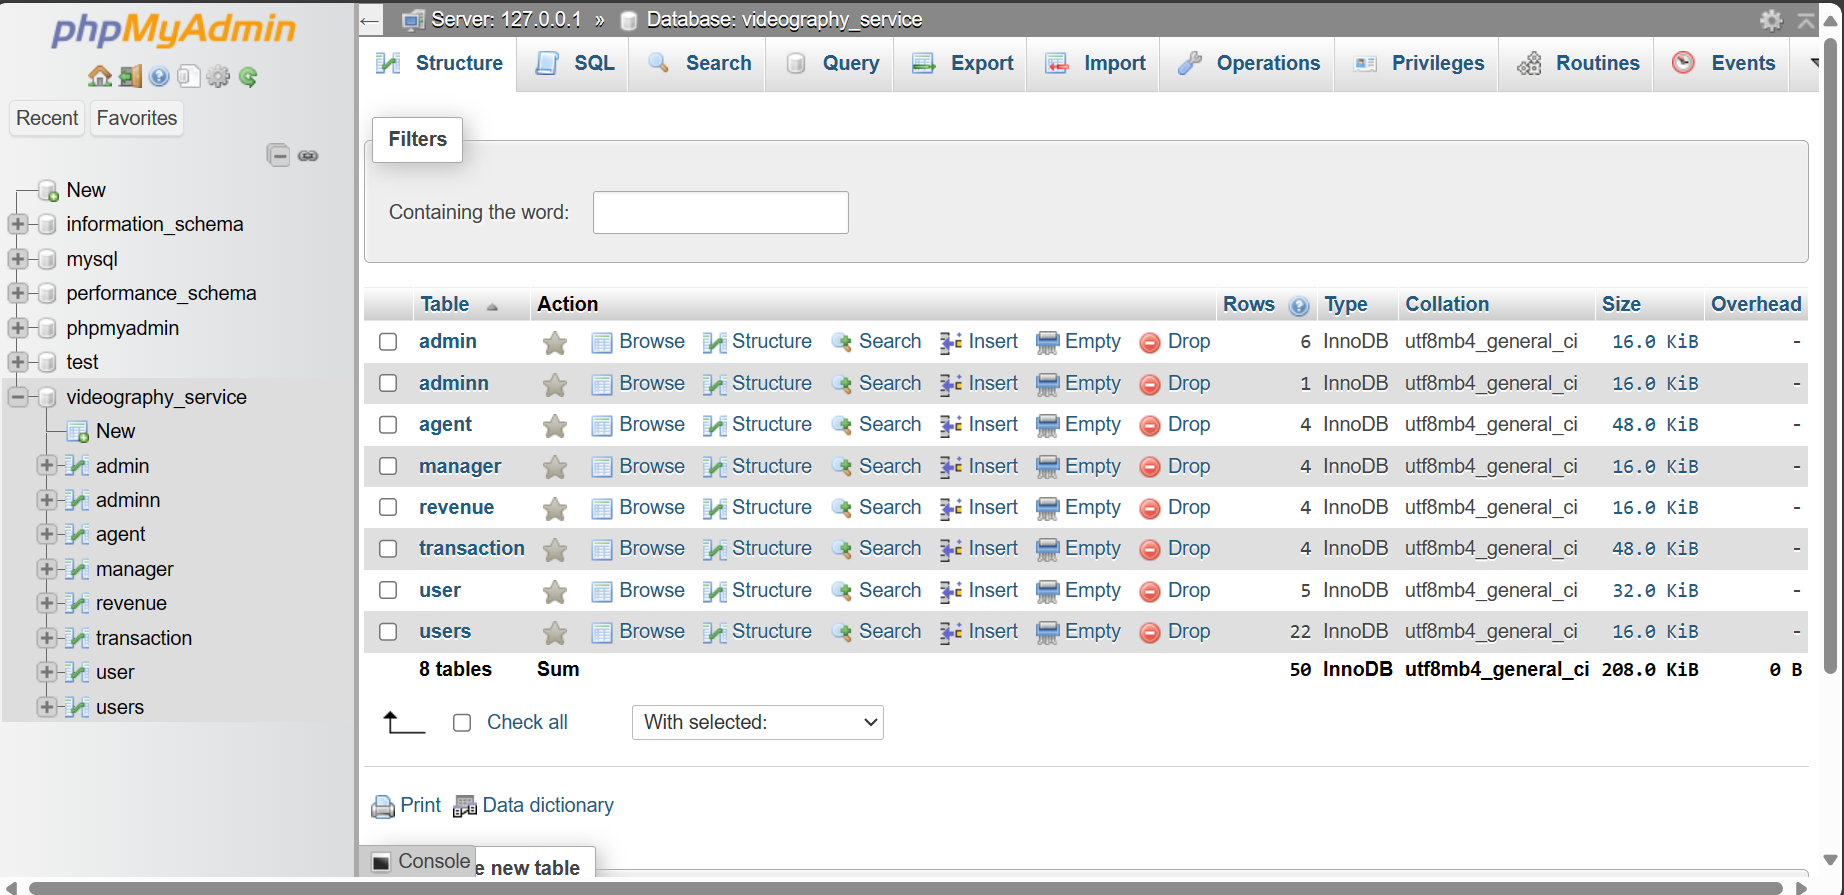 phpMyAdmin
Recent Favorites
New
information_schema
mysql
performance_schema
phpmyadmin
test
videography_service
New
admin
adminn
agent
manager
revenue
transaction
user
users
Server: 127.0.0.1 » Database: videography_service
Structure SQL Search Query Export Import Operations Privileges Routines Events
Filters
Containing the word:
Table Action Rows Type Collation Size Overhead
admin Browse Structure Search Insert Empty Drop 6 InnoDB utf8mb4_general_ci 16.0 KiB -
adminn Browse Structure Search Insert Empty Drop 1 InnoDB utf8mb4_general_ci 16.0 KiB -
agent Browse Structure Search Insert Empty Drop 4 InnoDB utf8mb4_general_ci 48.0 KiB -
manager Browse Structure Search Insert Empty Drop 4 InnoDB utf8mb4_general_ci 16.0 KiB -
revenue Browse Structure Search Insert Empty Drop 4 InnoDB utf8mb4_general_ci 16.0 KiB -
transaction Browse Structure Search Insert Empty Drop 4 InnoDB utf8mb4_general_ci 48.0 KiB -
user Browse Structure Search Insert Empty Drop 5 InnoDB utf8mb4_general_ci 32.0 KiB -
users Browse Structure Search Insert Empty Drop 22 InnoDB utf8mb4_general_ci 16.0 KiB -
8 tables Sum 50 InnoDB utf8mb4_general_ci 208.0 KiB 0 B
Check all With selected:
Print Data dictionary
Console e new table